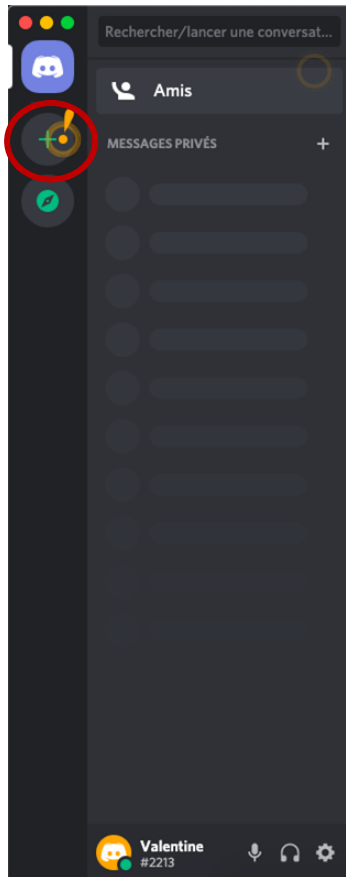 Rechercher/lancer une conversat...
Amis
MESSAGES PRIVÉS +
Valentine
#2213